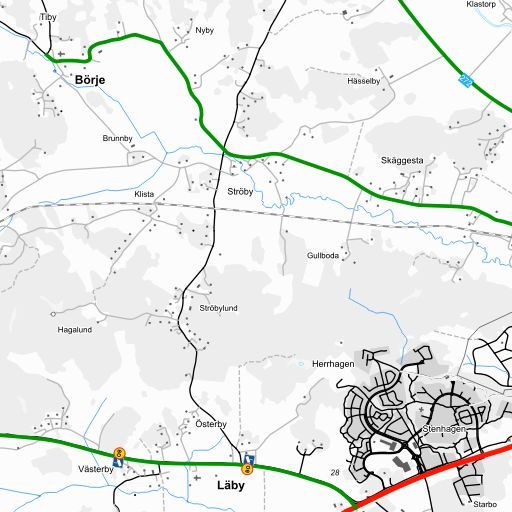 Tiby
Nyby
Klastorp
Börje
Hässelby
272
Brunnby
Skäggesta
Klista
Ströby
Gullboda
Ströbylund
Hagalund
Herrhagen
Österby
Stenhagen
Västerby
28
Läby
Starbo